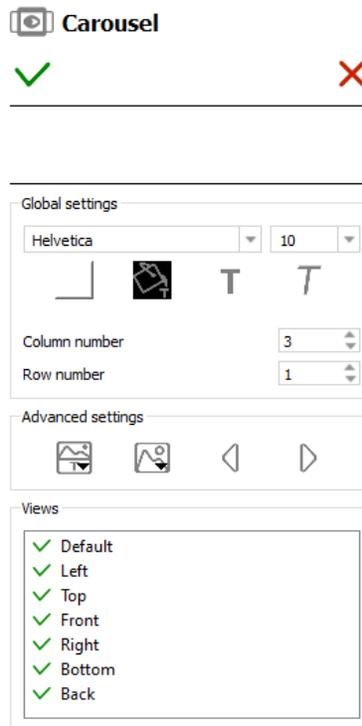 Carousel
Global settings
Helvetica 10
T T
Column number 3
Row number 1
Advanced settings
Views
Default
Left
Top
Front
Right
Bottom
Back